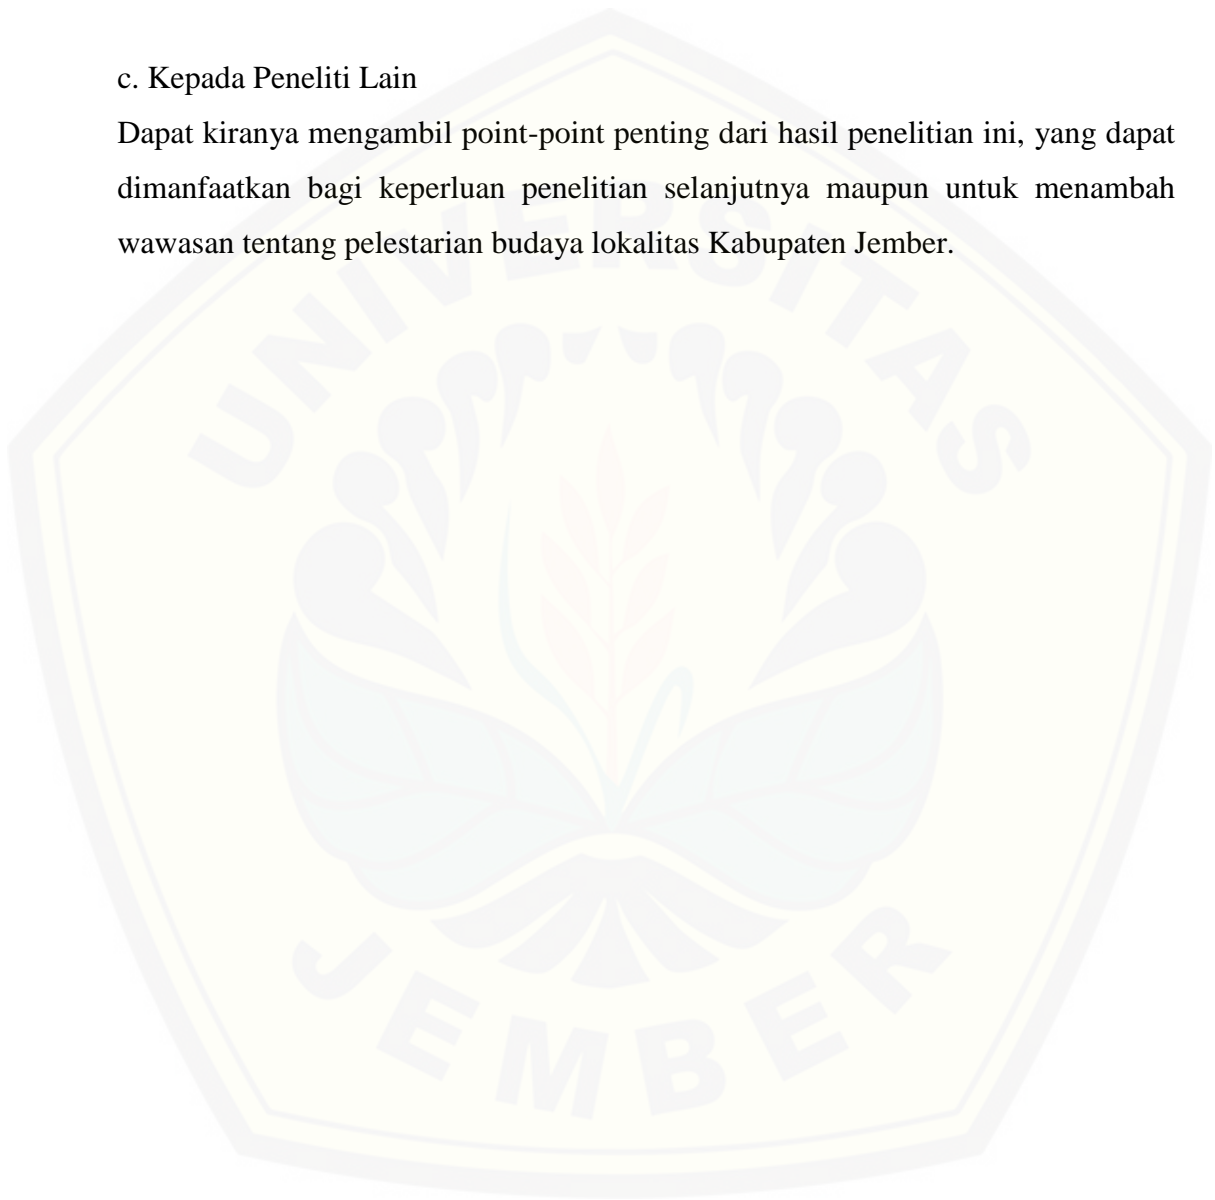 c. Kepada Peneliti Lain
Dapat kiranya mengambil point-point penting dari hasil penelitian ini, yang dapat
dimanfaatkan bagi keperluan penelitian selanjutnya maupun untuk menambah
wawasan tentang pelestarian budaya lokalitas Kabupaten Jember.
UNIVERSITAS
JEMBER